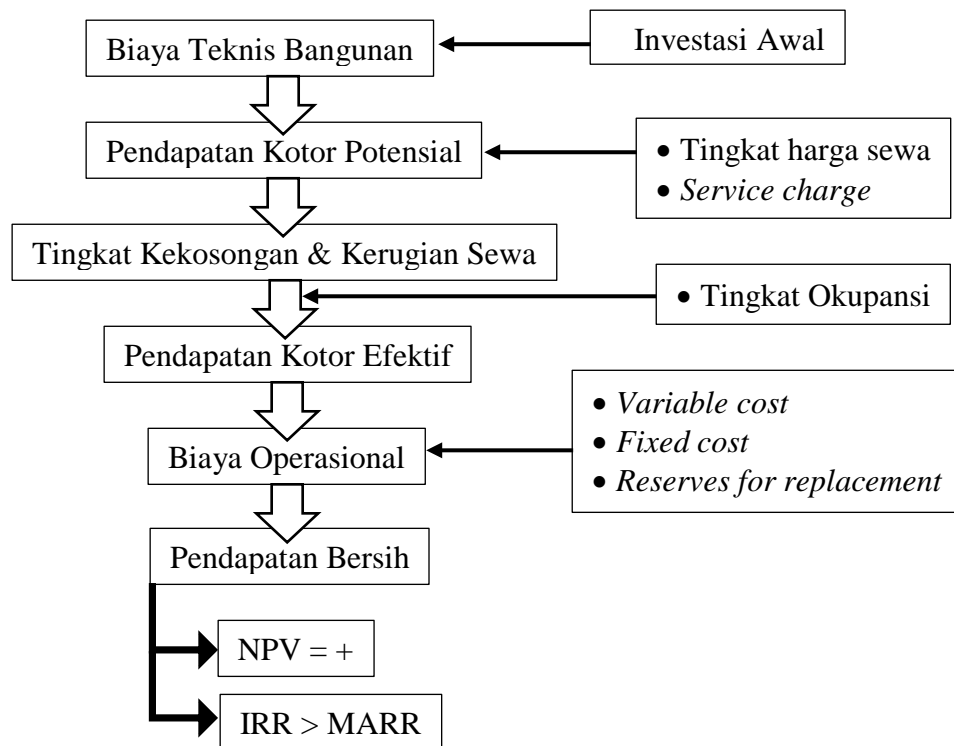 Biaya Teknis Bangunan
Investasi Awal
Pendapatan Kotor Potensial
• Tingkat harga sewa
• Service charge
Tingkat Kekosongan & Kerugian Sewa
• Tingkat Okupansi
Pendapatan Kotor Efektif
• Variable cost
• Fixed cost
• Reserves for replacement
Biaya Operasional
Pendapatan Bersih
NPV = +
IRR > MARR